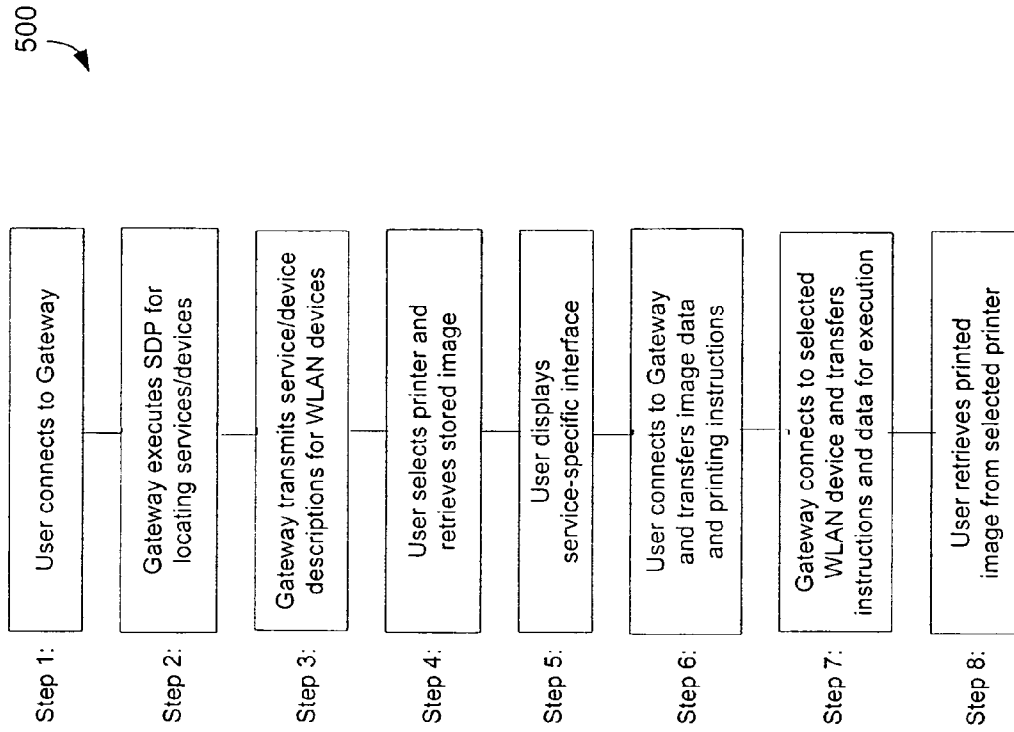 500
Step 1:
User connects to Gateway
Step 2:
Gateway executes SDP for
locating services/devices
Step 3:
Gateway transmits service/device
descriptions for WLAN devices
Step 4:
User selects printer and
retrieves stored image
Step 5:
User displays
service-specific interface
Step 6:
User connects to Gateway
and transfers image data
and printing instructions
Step 7:
Gateway connects to selected
WLAN device and transfers
instructions and data for execution
Step 8:
User retrieves printed
image from selected printer